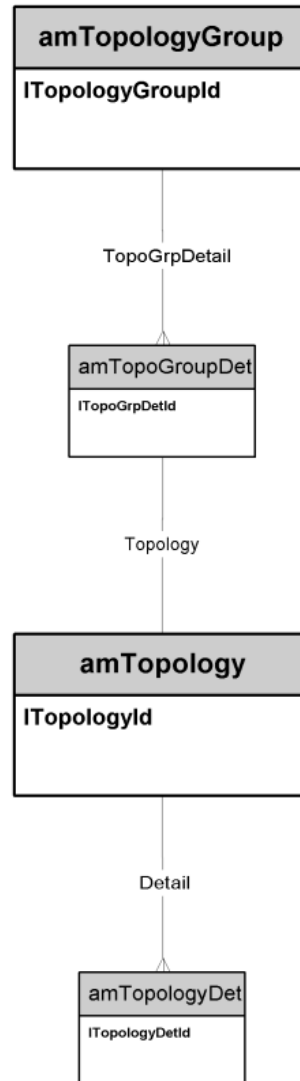 amTopologyGroup
lTopologyGroupId
TopoGrpDetail
amTopoGroupDet
lTopoGrpDetId
Topology
amTopology
lTopologyId
Detail
amTopologyDet
lTopologyDetId